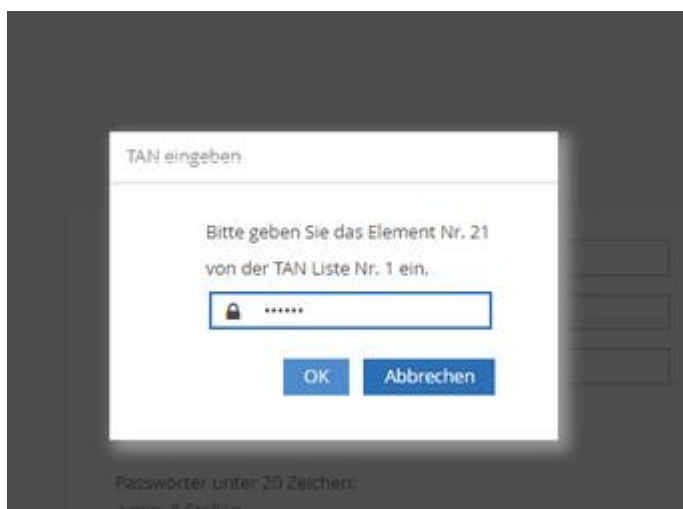 TAN eingeben
Bitte geben Sie das Element Nr. 21
von der TAN Liste Nr. 1 ein.
••••••
OK Abbrechen
Passwörter unter 20 Zeichen: